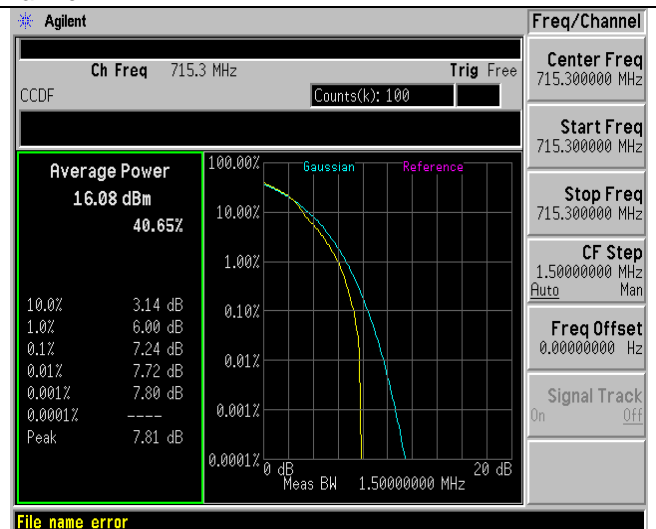 Agilent
Ch Freq 715.3 MHz Trig Free
CCDF Counts(k): 100
Average Power
16.08 dBm
40.65%
10.0% 3.14 dB
1.0% 6.00 dB
0.1% 7.24 dB
0.01% 7.72 dB
0.001% 7.80 dB
0.0001% ----
Peak 7.81 dB
Gaussian Reference
100.00%
10.00%
1.00%
0.10%
0.01%
0.001%
0.0001%
0 dB 20 dB
Meas BW 1.50000000 MHz
Freq/Channel
Center Freq
715.300000 MHz
Start Freq
715.300000 MHz
Stop Freq
715.300000 MHz
CF Step
1.50000000 MHz
Auto Man
Freq Offset
0.00000000 Hz
Signal Track
On Off
File name error